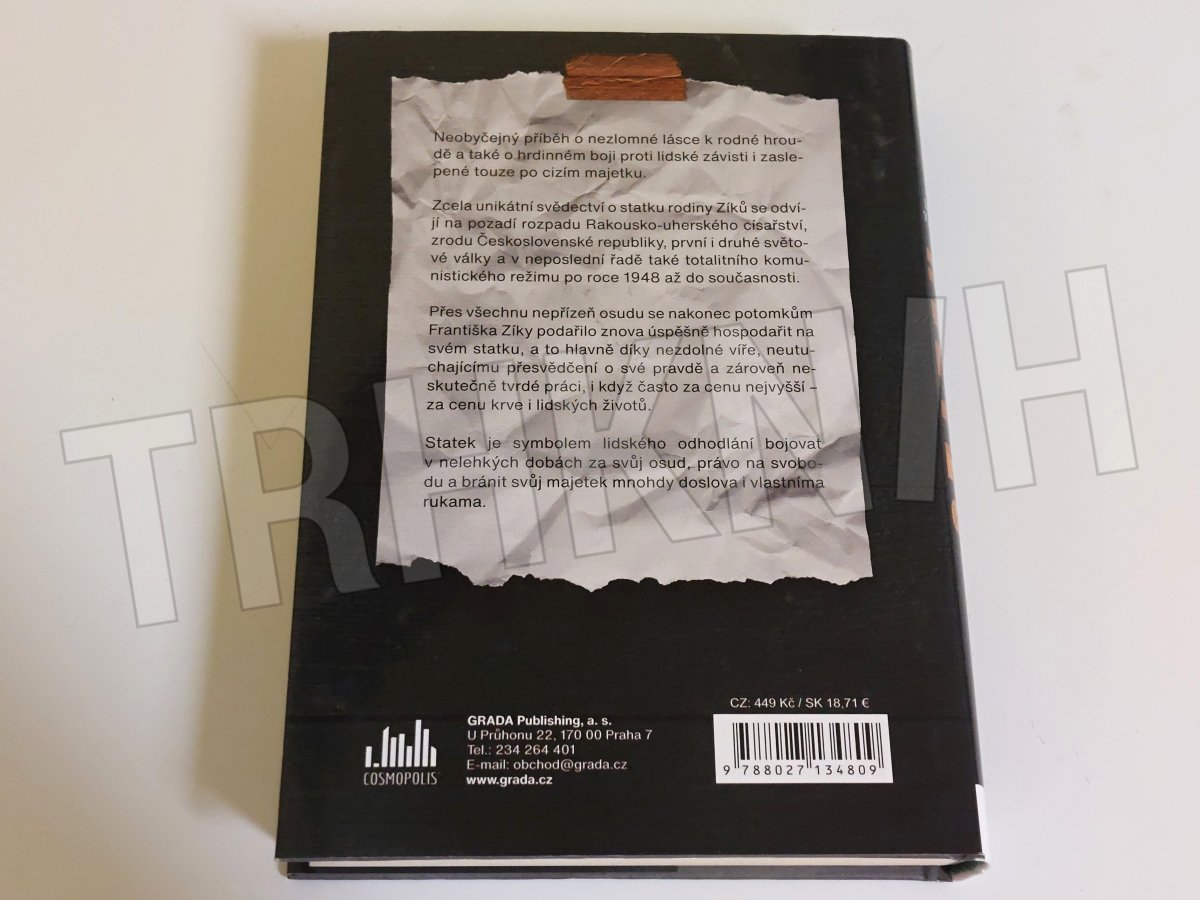 Neobyčejný příběh o nezlomné lásce k rodné hrou-
dě a také o hrdinném boji proti lidské závisti i zasle-
pené touze po cizím majetku.
Zcela unikátní svědectví o statku rodiny Zíků se odví-
jí na pozadí rozpadu Rakousko-uherského císařství,
zrodu Československé republiky, první i druhé světo-
vé války a v neposlední řadě také totalitního komu-
nistického režimu po roce 1948 až do současnosti.
Přes všechnu nepřízeň osudu se nakonec potomkům
Františka Zíky podařilo znova úspěšně hospodařit na
svém statku, a to hlavně díky nezdolné víře, neutu-
chajícímu přesvědčení o své pravdě a zároveň ne-
skutečně tvrdé práci, i když často za cenu nejvyšší –
za cenu krve i lidských životů.
Statek je symbolem lidského odhodlání bojovat
v nelehkých dobách za svůj osud, právo na svobo-
du a bránit svůj majetek mnohdy doslova i vlastníma
rukama.
TRHKNIH
CZ: 449 Kč / SK 18,71 €
COSMOPOLIS
GRADA Publishing, a. s.
U Průhonu 22, 170 00 Praha 7
Tel.: 234 264 401
E-mail: obchod@grada.cz
www.grada.cz
9 788027 134809